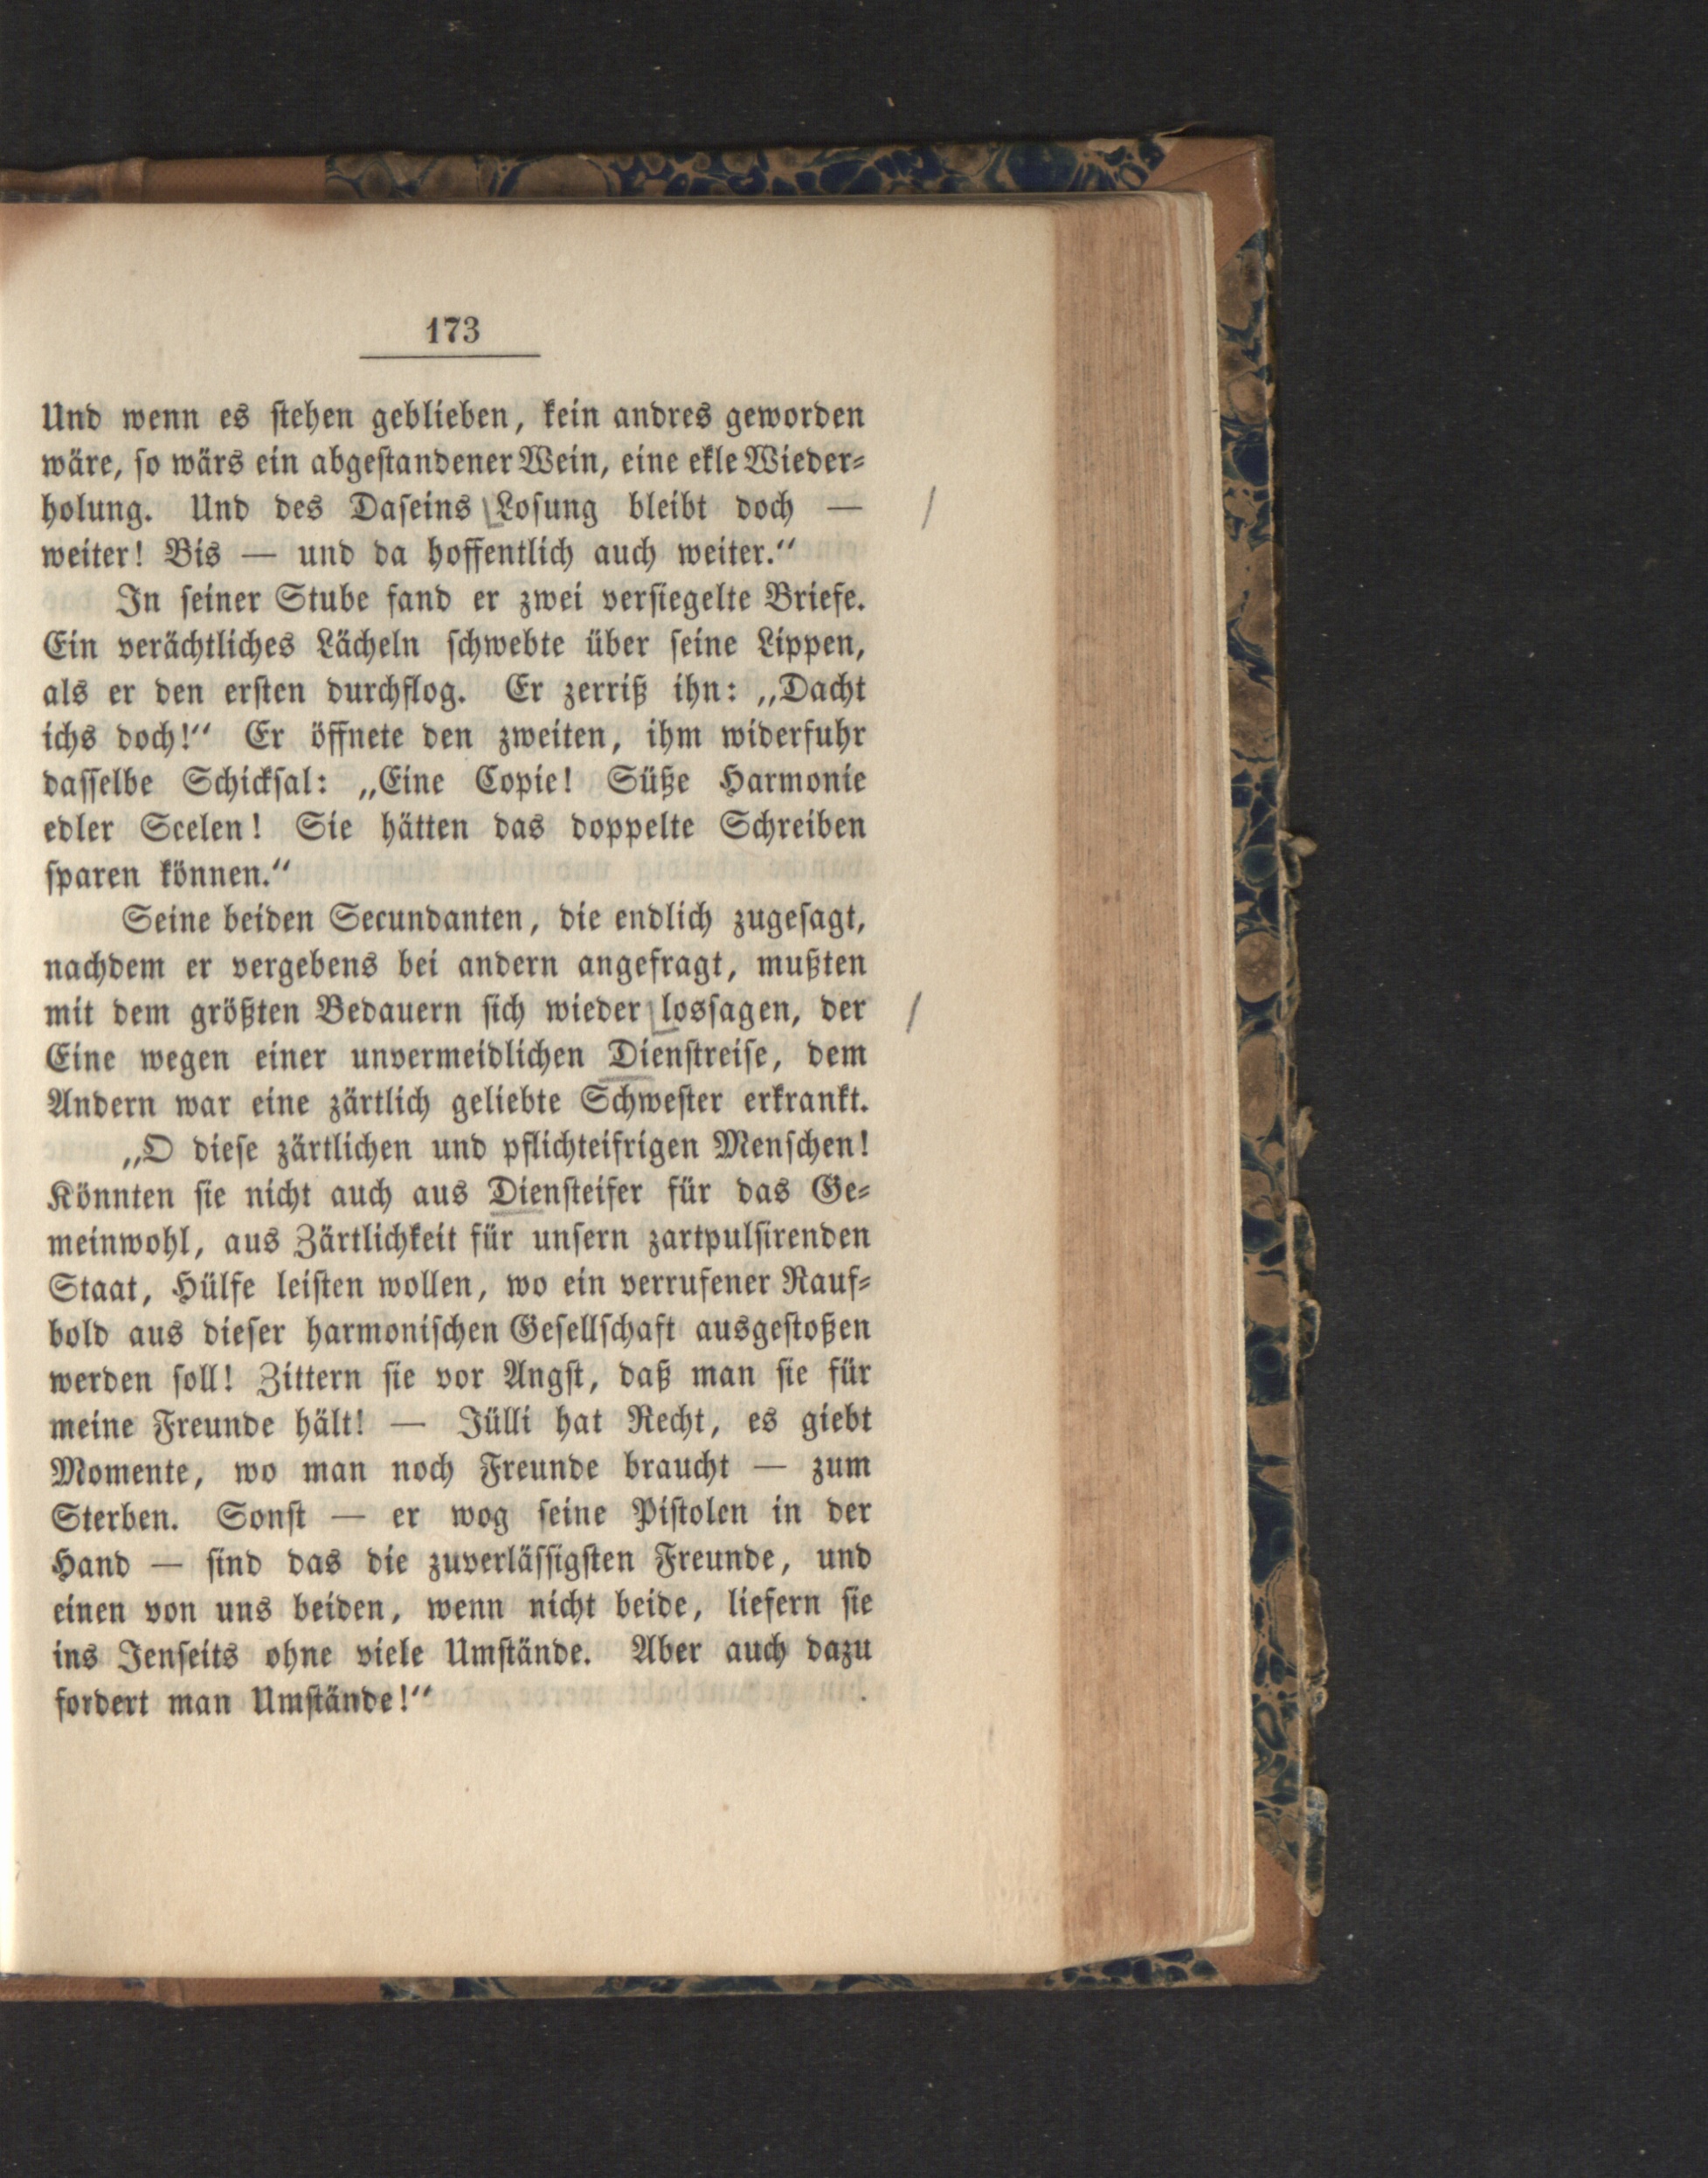 173
Und wenn es ſtehen geblieben, kein andres geworden
wäre, ſo wärs ein abgeſtandener Wein, eine ekle Wieder⸗
holung. Und des Daſeins Loſung bleibt doch —
weiter! Bis — und da hoffentlich auch weiter.“
In ſeiner Stube fand er zwei verſiegelte Briefe.
Ein verächtliches Lächeln ſchwebte über ſeine Lippen,
als er den erſten durchflog. Er zerriß ihn: „Dacht
ichs doch!“ Er öffnete den zweiten, ihm widerfuhr
daſſelbe Schickſal: „Eine Copie! Süße Harmonie
edler Scelen! Sie hätten das doppelte Schreiben
ſparen können.“
Seine beiden Secundanten, die endlich zugeſagt,
nachdem er vergebens bei andern angefragt, mußten
mit dem größten Bedauern ſich wieder losſagen, der
Eine wegen einer unvermeidlichen Dienſtreiſe, dem
Andern war eine zärtlich geliebte Schweſter erkrankt.
„O dieſe zärtlichen und pflichteifrigen Menſchen!
Könnten ſie nicht auch aus Dienſteifer für das Ge⸗
meinwohl, aus Zärtlichkeit für unſern zartpulſirenden
Staat, Hülfe leiſten wollen, wo ein verrufener Rauf⸗
bold aus dieſer harmoniſchen Geſellſchaft ausgeſtoßen
werden ſoll! Zittern ſie vor Angſt, daß man ſie für
meine Freunde hält! — Jülli hat Recht, es giebt
Momente, wo man noch Freunde braucht — zum
Sterben. Sonſt — er wog ſeine Piſtolen in der
Hand — ſind das die zuverläſſigſten Freunde, und
einen von uns beiden, wenn nicht beide, liefern ſie
ins Jenſeits ohne viele Umſtände. Aber auch dazu
fordert man Umſtände!“